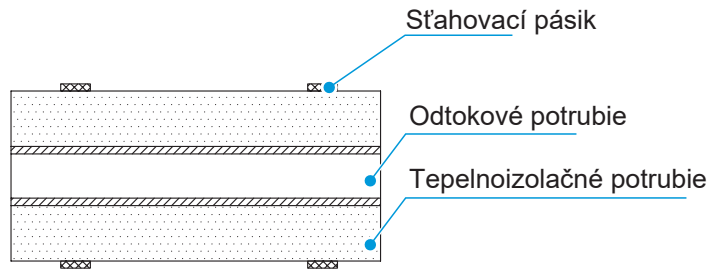 Sťahovací pásik
Odtokové potrubie
Tepelnoizolačné potrubie